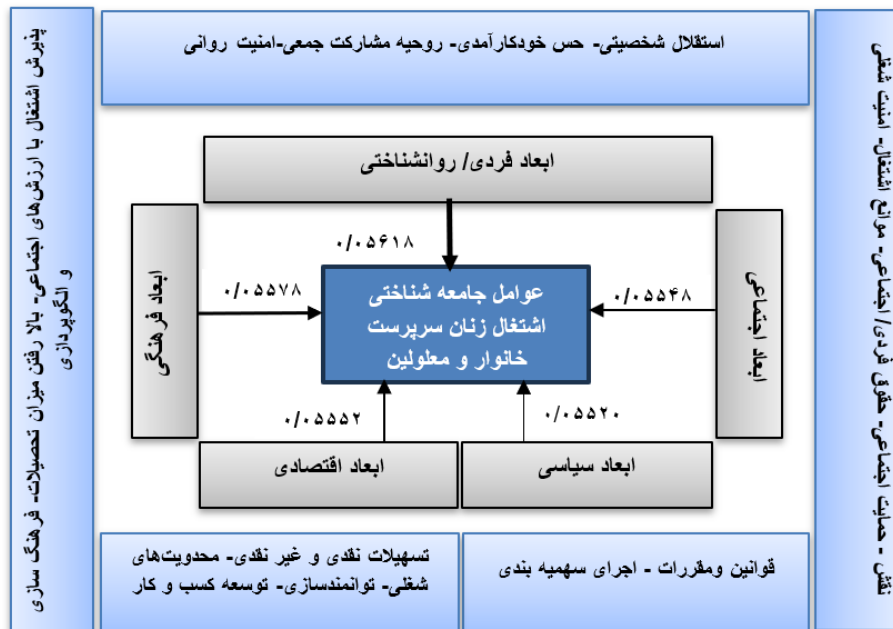 استقلال شخصیتی- حس خودکارآمدی- روحیه مشارکت جمعی-امنیت روانی
نقش - حمایت اجتماعی- حقوق فردی/ اجتماعی- موانع اشتغال- امنیت شغلی
پذیرش اشتغال با ارزش‌های اجتماعی- بالا رفتن میزان تحصیلات- فرهنگ سازی
و الگوپردازی
ابعاد فردی/ روانشناختی
۰/۰۵۶۱۸
ابعاد اجتماعی
۰/۰۵۵۴۸
ابعاد فرهنگی
۰/۰۵۵۷۸
عوامل جامعه شناختی
اشتغال زنان سرپرست
خانوار و معلولین
۰/۰۵۵۲۰
۰/۰۵۵۵۲
ابعاد سیاسی
ابعاد اقتصادی
قوانین ومقررات - اجرای سهمیه بندی
تسهیلات نقدی و غیر نقدی- محدویت‌های
شغلی- توانمندسازی- توسعه کسب و کار